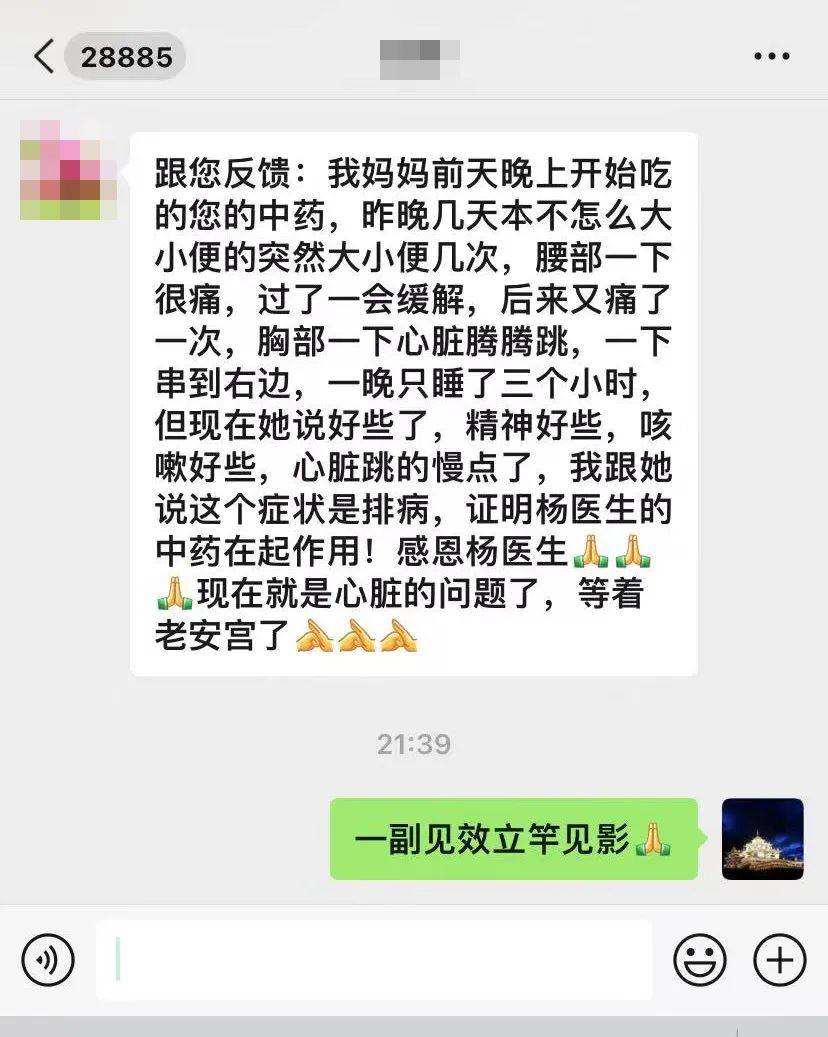 28885
跟您反馈：我妈妈前天晚上开始吃
的您的中药，昨晚几天本不怎么大
小便的突然大小便几次，腰部一下
很痛，过了一会缓解，后来又痛了
一次，胸部一下心脏腾腾跳，一下
串到右边，一晚只睡了三个小时，
但现在她说好些了，精神好些，咳
嗽好些，心脏跳的慢点了，我跟她
说这个症状是排病，证明杨医生的
中药在起作用！感恩杨医生🙏🙏
🙏现在就是心脏的问题了，等着
老安宫了👏👏👏
21:39
一副见效立竿见影🙏